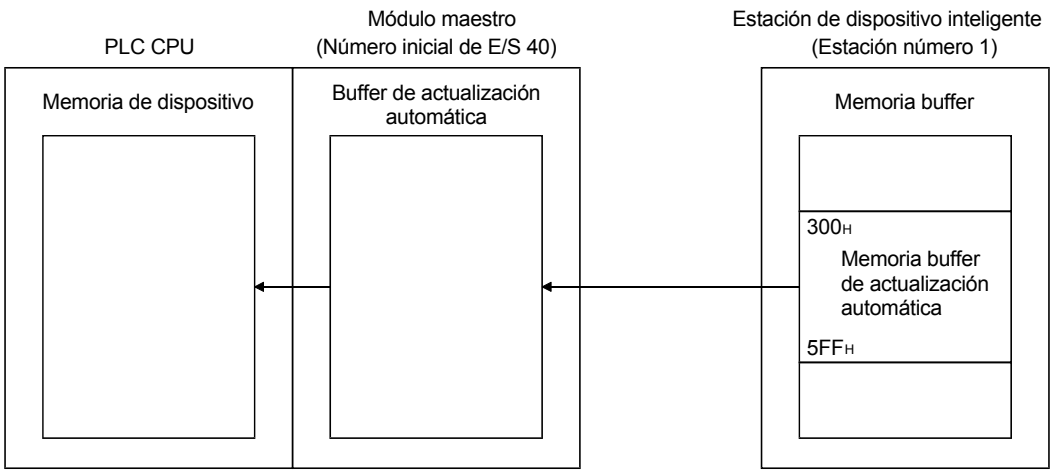 PLC CPU
Módulo maestro
(Número inicial de E/S 40)
Estación de dispositivo inteligente
(Estación número 1)
Memoria de dispositivo
Buffer de actualización
automática
Memoria buffer
300H
Memoria buffer
de actualización
automática
5FFH